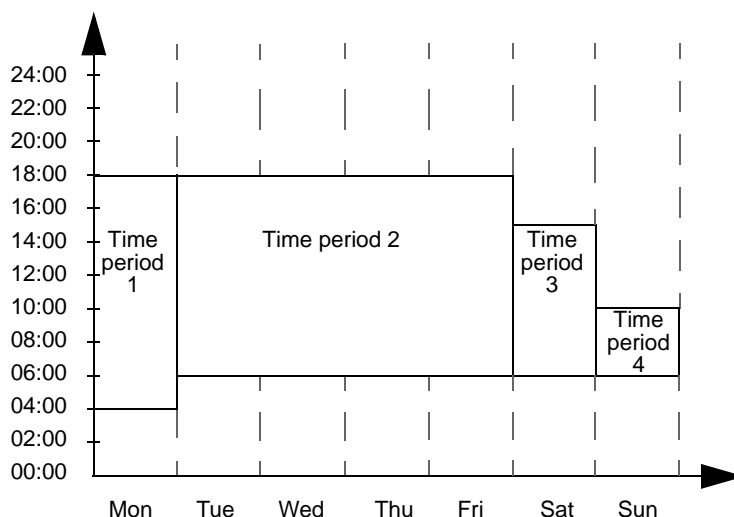 24:00
22:00
20:00
18:00
16:00
14:00
12:00
10:00
08:00
06:00
04:00
02:00
00:00
Time
period
1
Time period 2
Time
period
3
Time
period
4
Mon Tue Wed Thu Fri Sat Sun